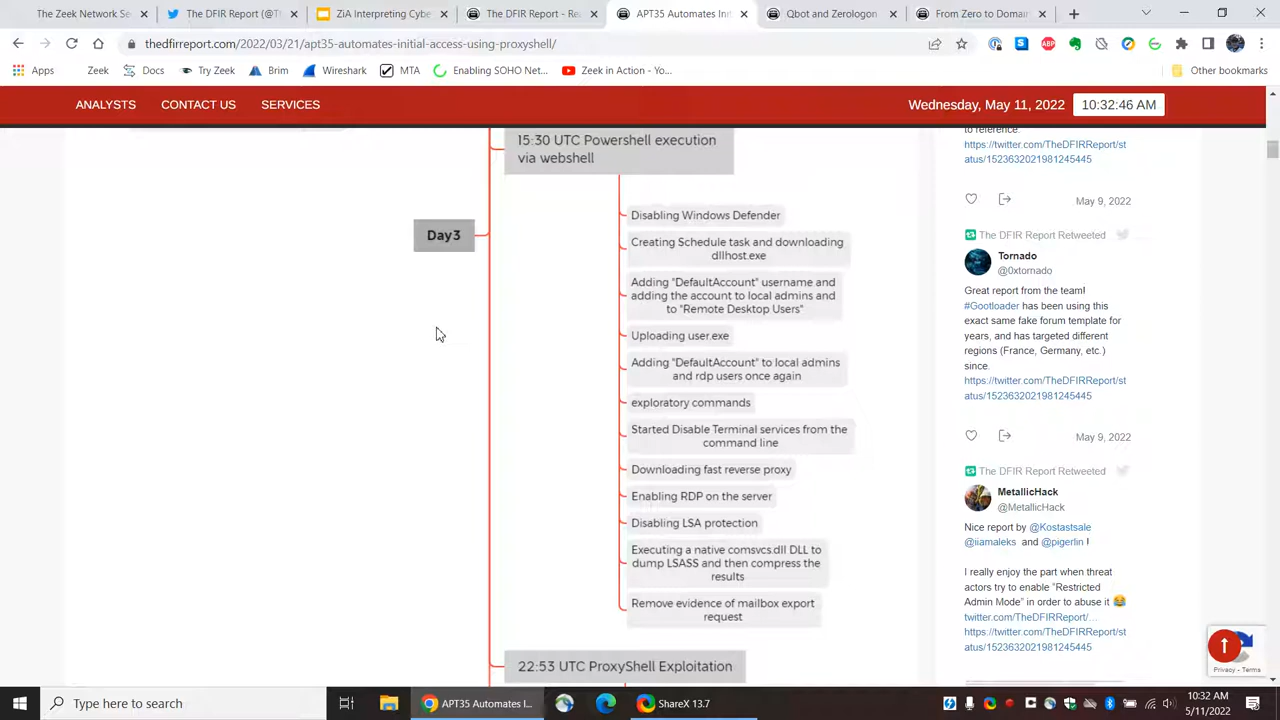 The Zeek Network Sec
The DFIR Report (@Th
ZiA Interpreting Cyber
The DFIR Report - Rea
APT35 Automates Init
Qbot and Zerologon
From Zero to Domain
thedfirreport.com/2022/03/21/apt35-automates-initial-access-using-proxyshell/
Apps
Zeek
Docs
Try Zeek
Brim
Wireshark
MTA
Enabling SOHO Net...
Zeek in Action - Yo...
Other bookmarks
ANALYSTS
CONTACT US
SERVICES
Wednesday, May 11, 2022
10:32:46 AM
15:30 UTC Powershell execution
via webshell
Day3
Disabling Windows Defender
Creating Schedule task and downloading
dllhost.exe
Adding "DefaultAccount" username and
adding the account to local admins and
to "Remote Desktop Users"
Uploading user.exe
Adding "DefaultAccount" to local admins
and rdp users once again
exploratory commands
Started Disable Terminal services from the
command line
Downloading fast reverse proxy
Enabling RDP on the server
Disabling LSA protection
Executing a native comsvcs.dll DLL to
dump LSASS and then compress the
results
Remove evidence of mailbox export
request
22:53 UTC ProxyShell Exploitation
to reference.
https://twitter.com/TheDFIRReport/st
atus/1523632021981245445
May 9, 2022
The DFIR Report Retweeted
Tornado
@0xtornado
Great report from the team!
#Gootloader has been using this
exact same fake forum template for
years, and has targeted different
regions (France, Germany, etc.)
since.
https://twitter.com/TheDFIRReport/st
atus/1523632021981245445
May 9, 2022
The DFIR Report Retweeted
MetallicHack
@MetallicHack
Nice report by @Kostastsale
@iiamaleks and @pigerlin !
I really enjoy the part when threat
actors try to enable "Restricted
Admin Mode" in order to abuse it
twitter.com/TheDFIRReport/...
https://twitter.com/TheDFIRReport/st
atus/1523632021981245445
Privacy - Terms
Type here to search
APT35 Automates I...
ShareX 13.7
10:32 AM
5/11/2022